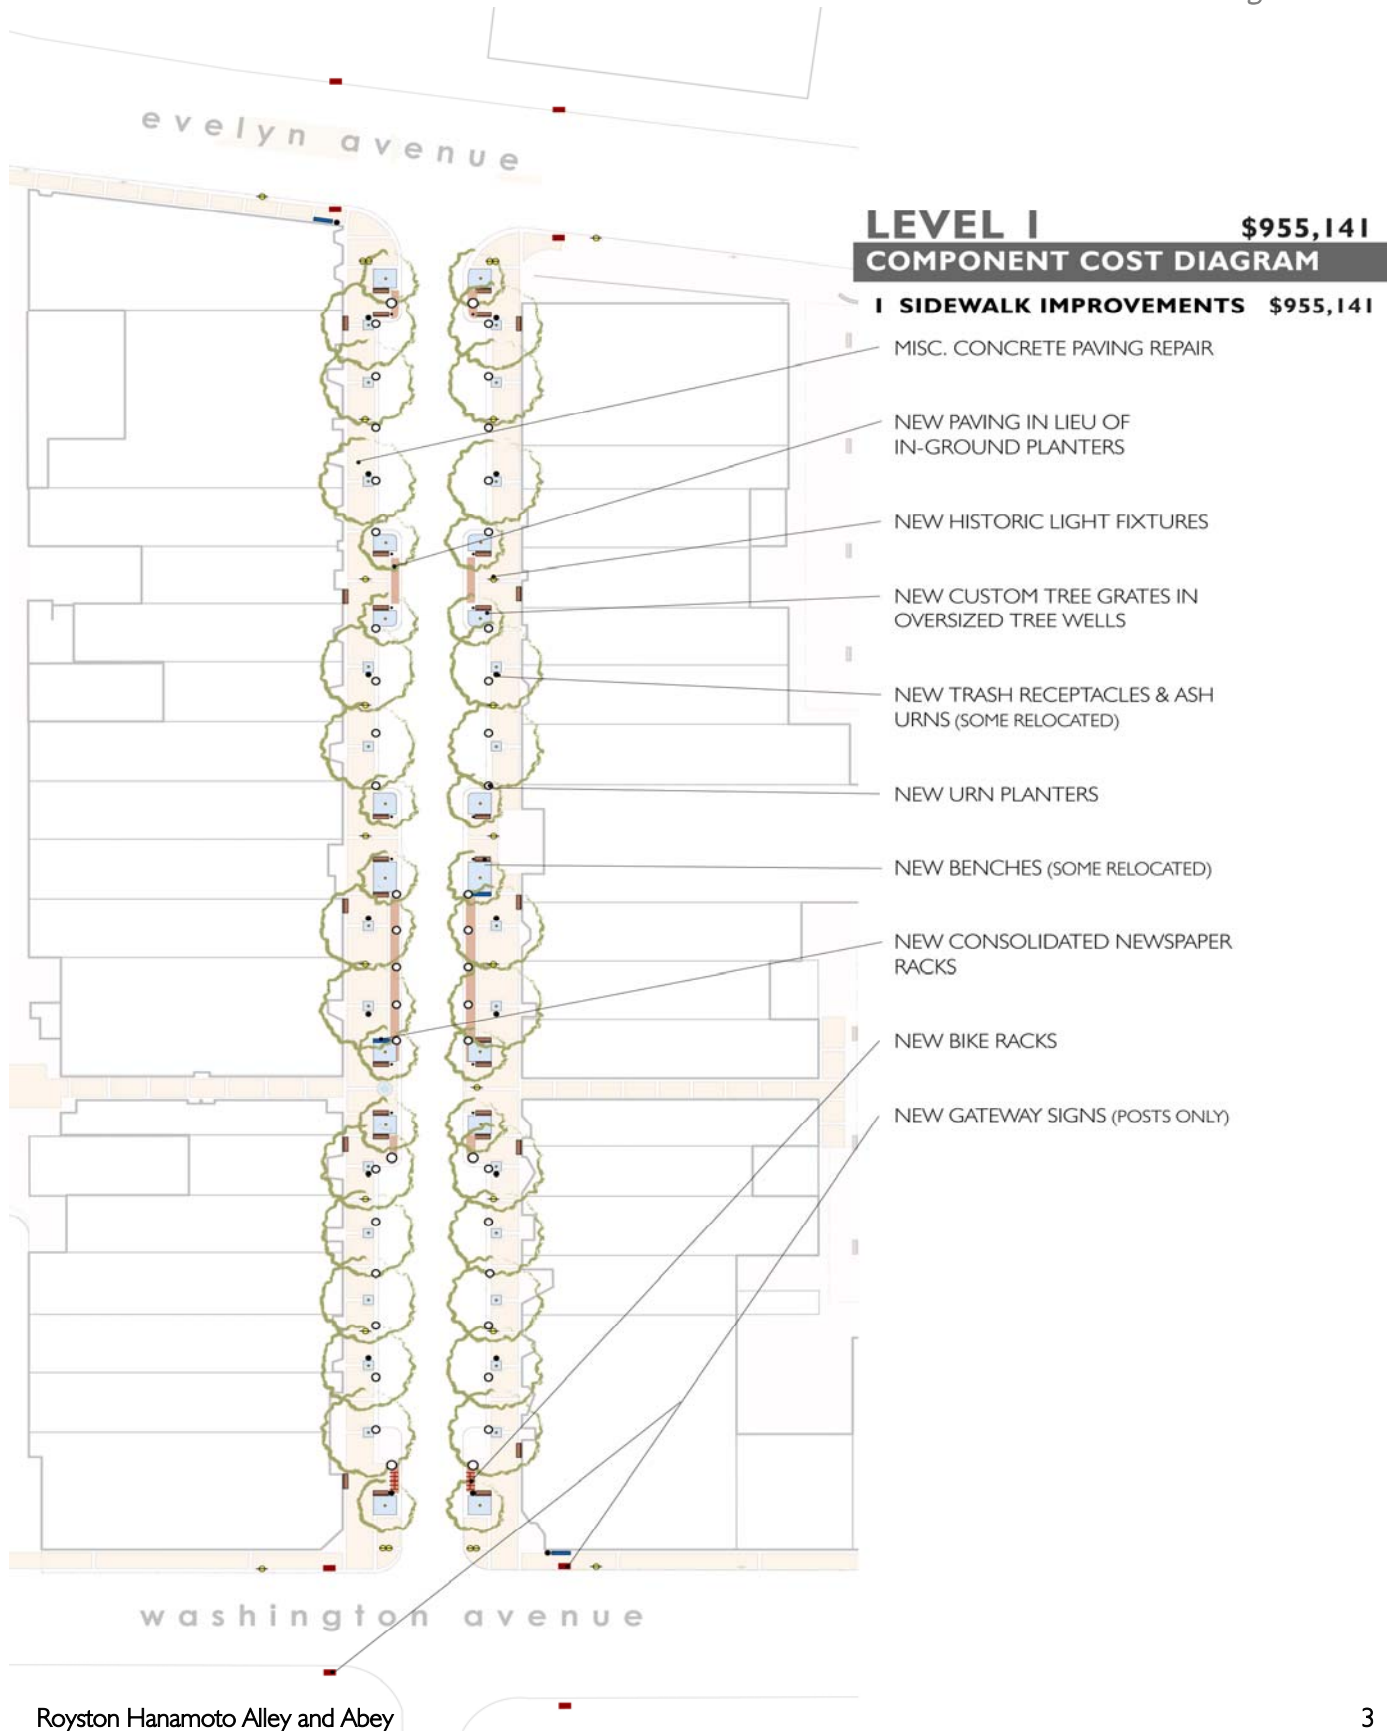 evelyn avenue
LEVEL 1 $955,141
COMPONENT COST DIAGRAM
1 SIDEWALK IMPROVEMENTS $955,141
MISC. CONCRETE PAVING REPAIR
NEW PAVING IN LIEU OF
IN-GROUND PLANTERS
NEW HISTORIC LIGHT FIXTURES
NEW CUSTOM TREE GRATES IN
OVERSIZED TREE WELLS
NEW TRASH RECEPTACLES & ASH
URNS (SOME RELOCATED)
NEW URN PLANTERS
NEW BENCHES (SOME RELOCATED)
NEW CONSOLIDATED NEWSPAPER
RACKS
NEW BIKE RACKS
NEW GATEWAY SIGNS (POSTS ONLY)
washington avenue
Royston Hanamoto Alley and Abey 3